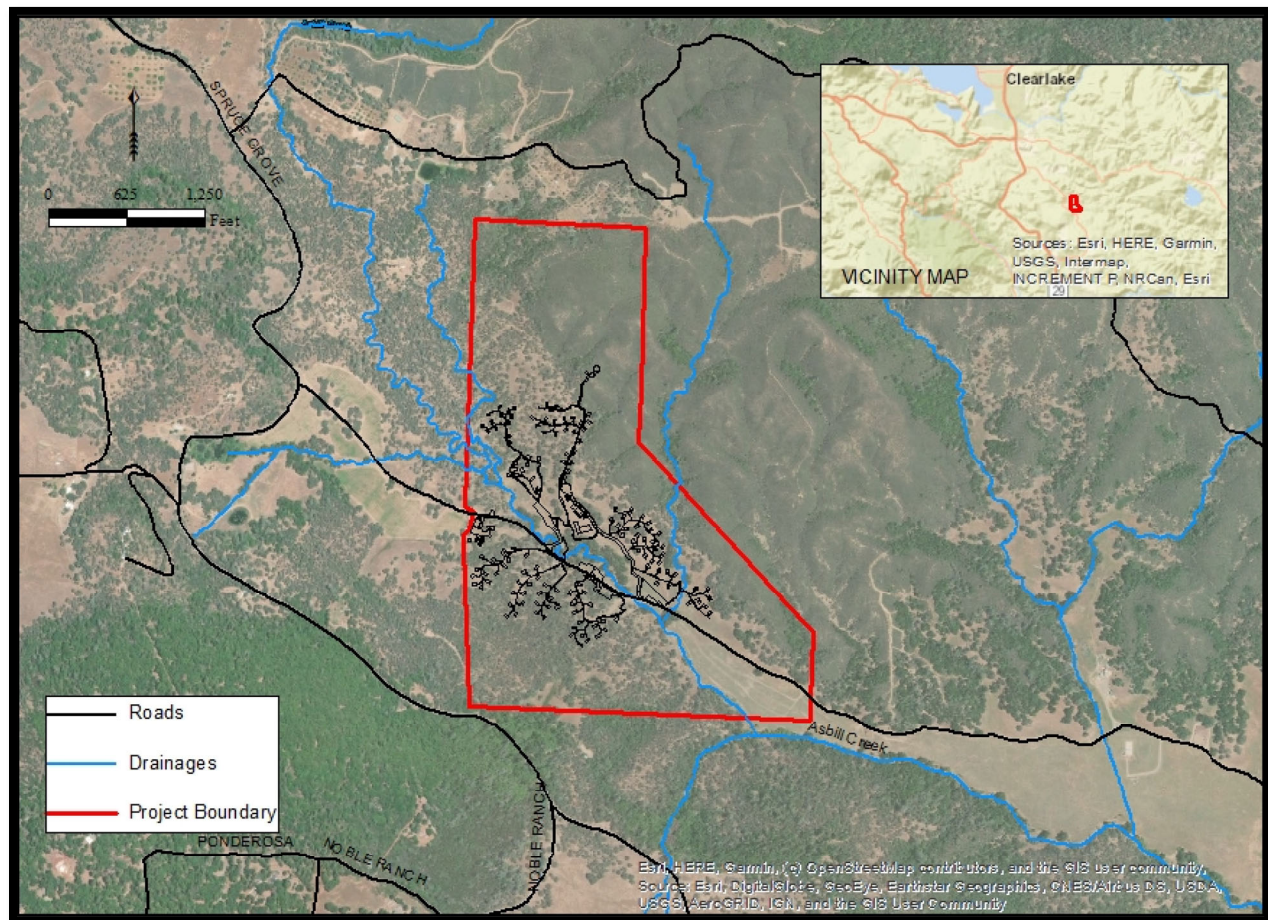 Clearlake
SPRUCE GROVE
0 625 1,250
Feet
Sources: Esri, HERE, Garmin,
USGS, Intermap,
INCREMENT P, NRCan, Esri
VICINITY MAP
29
Roads
Drainages
Project Boundary
Asbill Creek
PONDEROSA
NOBLE RANCH
NOBLE RANCH
Esri, HERE, Garmin, (c) OpenStreetMap contributors, and the GIS user community,
Source: Esri, DigitalGlobe, GeoEye, Earthstar Geographics, CNES/Airbus DS, USDA,
USGS, AeroGRID, IGN, and the GIS User Community